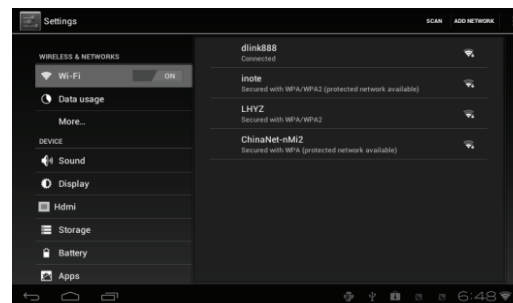 Settings
SCAN
ADD NETWORK
WIRELESS & NETWORKS
Wi-Fi
ON
Data usage
More...
DEVICE
Sound
Display
Hdmi
Storage
Battery
Apps
dlink888
Connected
inote
Secured with WPA/WPA2 (protected network available)
LHYZ
Secured with WPA/WPA2
ChinaNet-nMi2
Secured with WPA (protected network available)
6:48